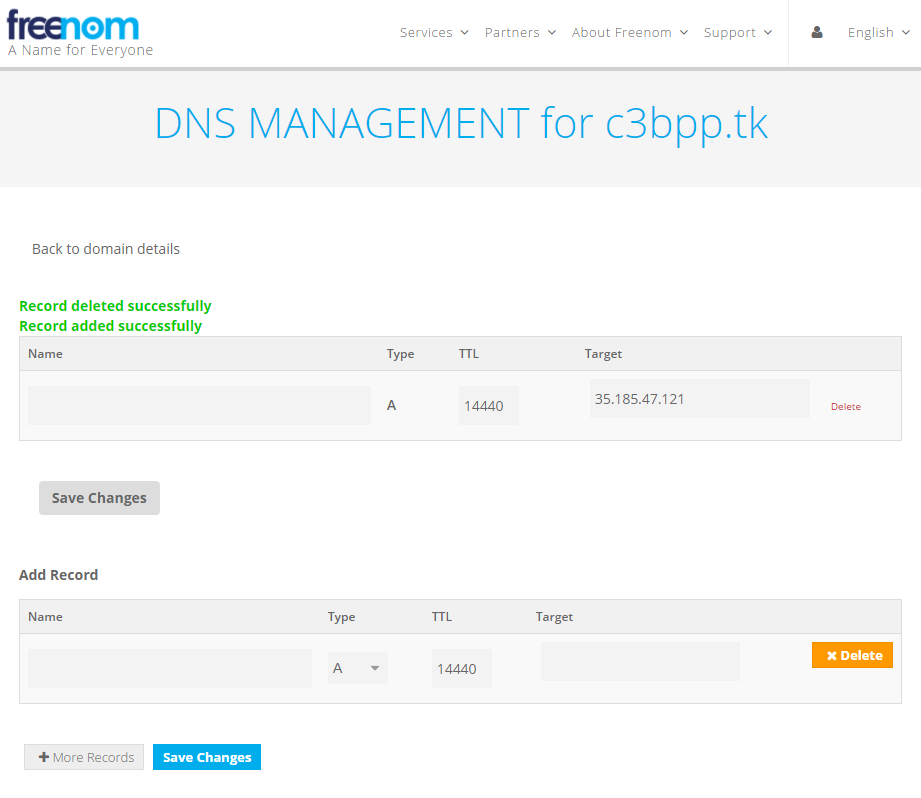 freenom
A Name for Everyone
Services Partners About Freenom Support English
DNS MANAGEMENT for c3bpp.tk
Back to domain details
Record deleted successfully
Record added successfully
Name Type TTL Target
A 14440 35.185.47.121 Delete
Save Changes
Add Record
Name Type TTL Target
A 14440 Delete
More Records Save Changes